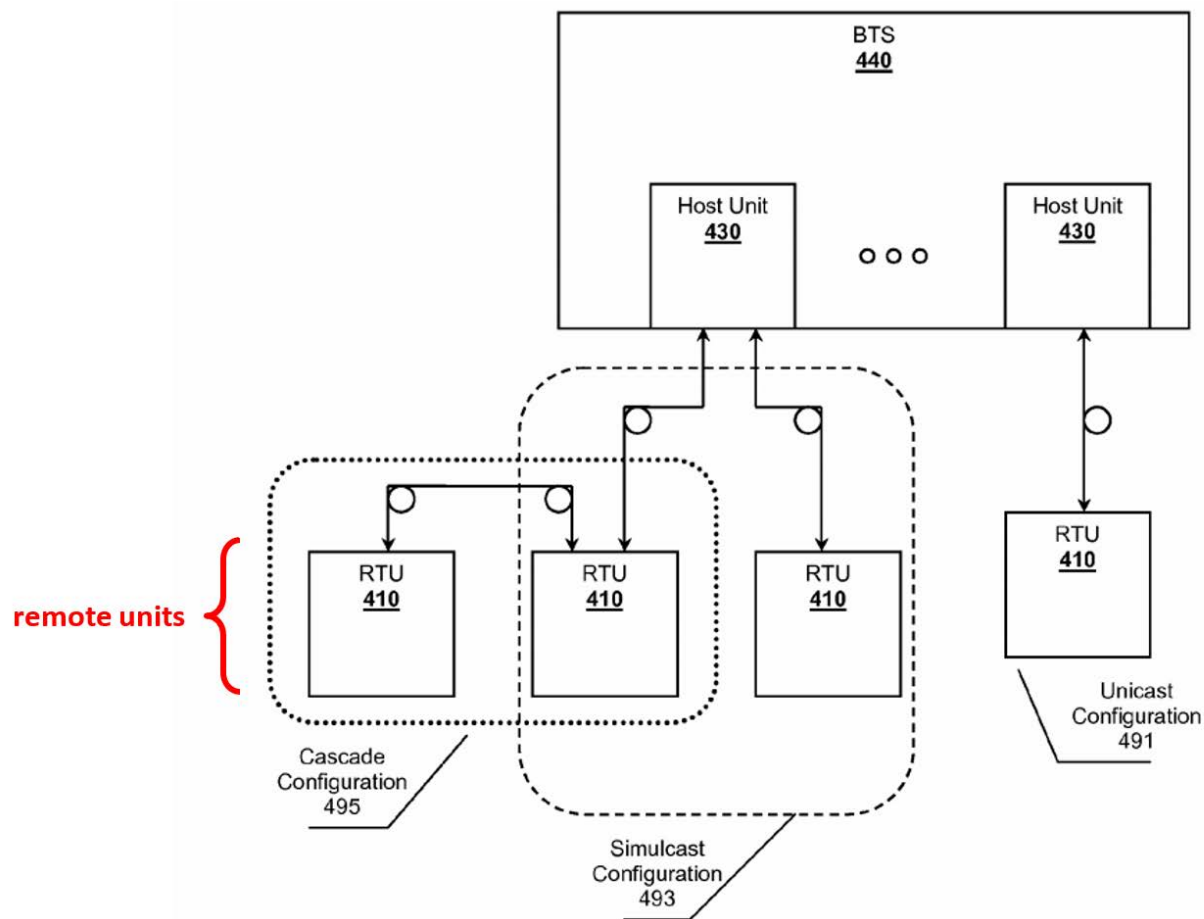 BTS
440
Host Unit
430
Host Unit
430
remote units
RTU
410
RTU
410
RTU
410
RTU
410
Cascade
Configuration
495
Simulcast
Configuration
493
Unicast
Configuration
491